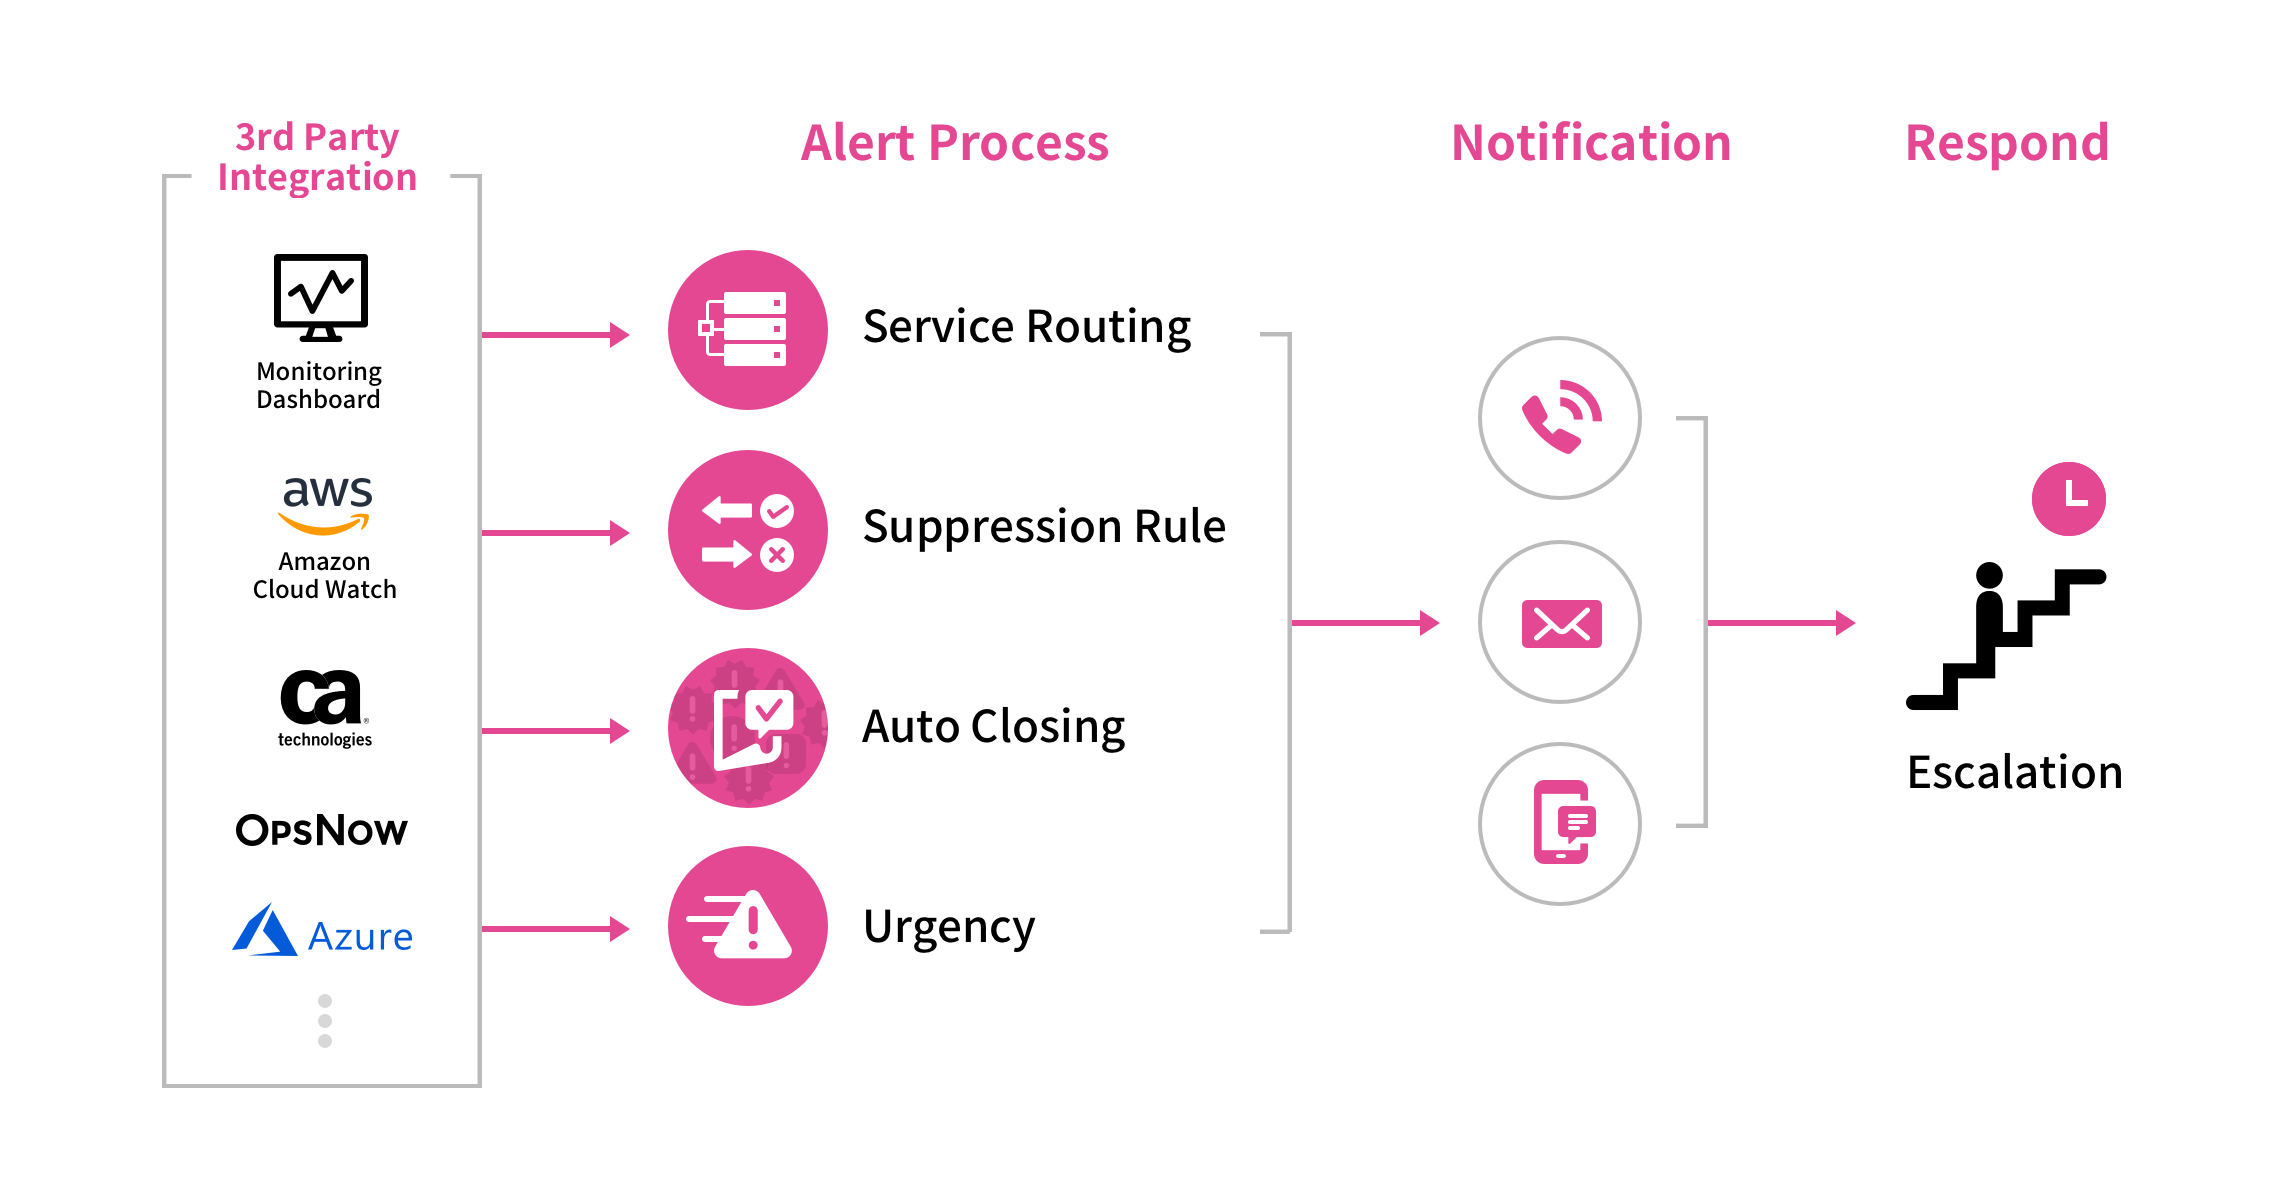 3rd Party
Integration
Alert Process
Notification
Respond
Monitoring
Dashboard
Service Routing
aws
Amazon
Cloud Watch
Suppression Rule
ca
technologies
Auto Closing
OpsNow
Azure
Urgency
Escalation